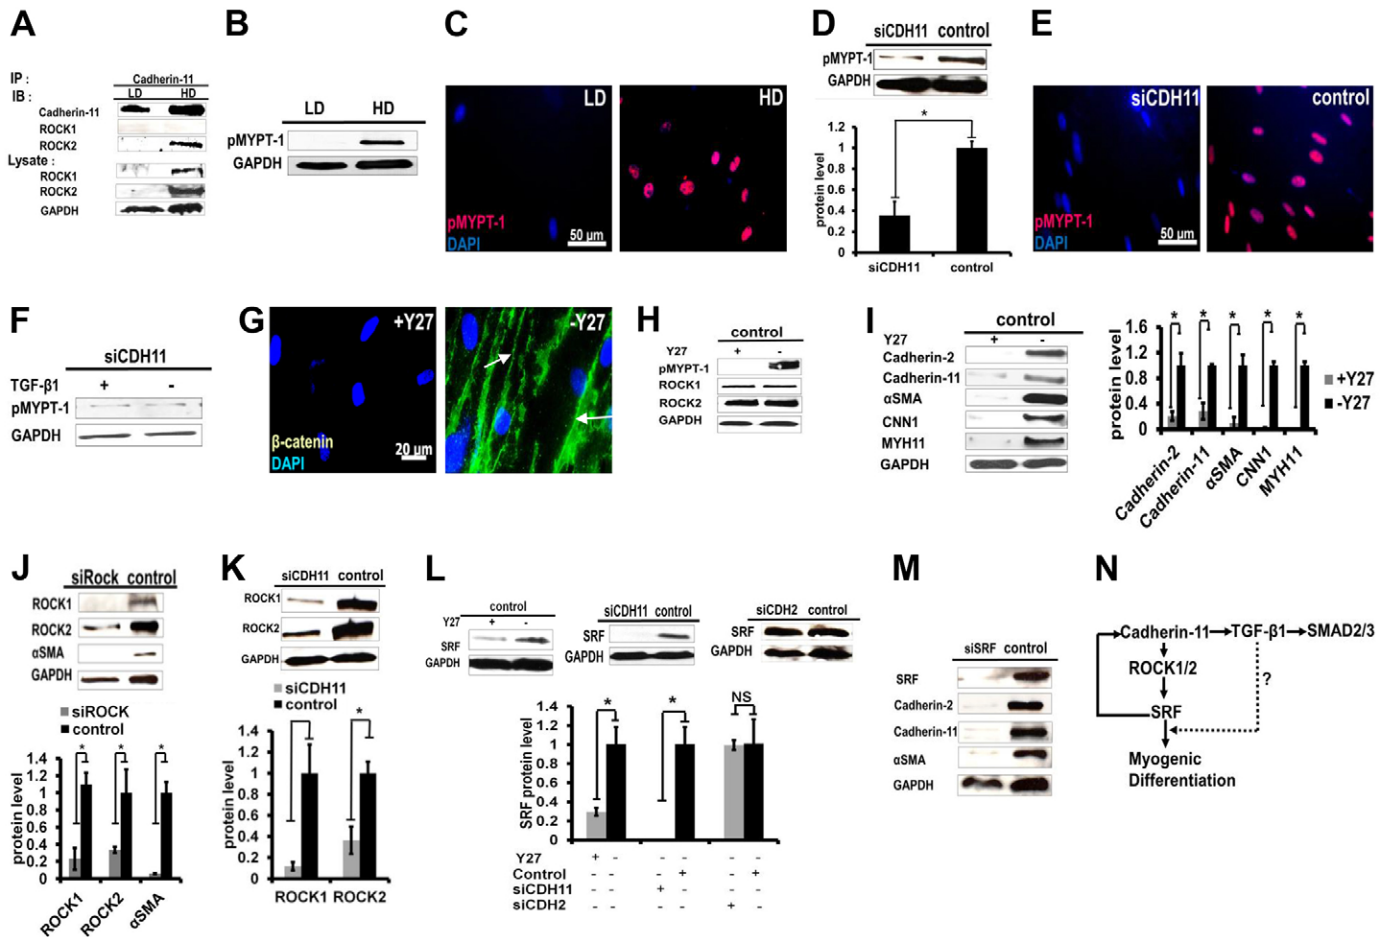 A
IP :
Cadherin-11
IB :
LD HD
Cadherin-11
ROCK1
ROCK2
Lysate :
ROCK1
ROCK2
GAPDH
B
LD HD
pMYPT-1
GAPDH
C
LD
HD
pMYPT-1
DAPI
50 µm
D
siCDH11 control
pMYPT-1
GAPDH
*
protein level
1.2
1
0.8
0.6
0.4
0.2
0
siCDH11 control
E
siCDH11
control
pMYPT-1
DAPI
50 µm
F
siCDH11
TGF-β1 + -
pMYPT-1
GAPDH
G
+Y27
-Y27
β-catenin
DAPI
20 µm
H
control
Y27 + -
pMYPT-1
ROCK1
ROCK2
GAPDH
I
control
Y27 + -
Cadherin-2
Cadherin-11
αSMA
CNN1
MYH11
GAPDH
protein level
1.6
1.2
0.8
0.4
0
* * * * *
+Y27
-Y27
Cadherin-2
Cadherin-11
αSMA
CNN1
MYH11
J
siRock control
ROCK1
ROCK2
αSMA
GAPDH
siROCK
control
* * *
protein level
1.4
1.2
1
0.8
0.6
0.4
0.2
0
ROCK1
ROCK2
αSMA
K
siCDH11 control
ROCK1
ROCK2
GAPDH
siCDH11
control
*
protein level
1.4
1.2
1
0.8
0.6
0.4
0.2
0
ROCK1 ROCK2
L
control
Y27 + -
SRF
GAPDH
siCDH11 control
SRF
GAPDH
siCDH2 control
SRF
GAPDH
* * NS
SRF protein level
1.4
1.2
1
0.8
0.6
0.4
0.2
0
Y27 + - - - - -
Control - - - + - +
siCDH11 - - + - - -
siCDH2 - - - - + -
M
siSRF control
SRF
Cadherin-2
Cadherin-11
αSMA
GAPDH
N
Cadherin-11 TGF-β1 SMAD2/3
ROCK1/2
?
SRF
Myogenic
Differentiation